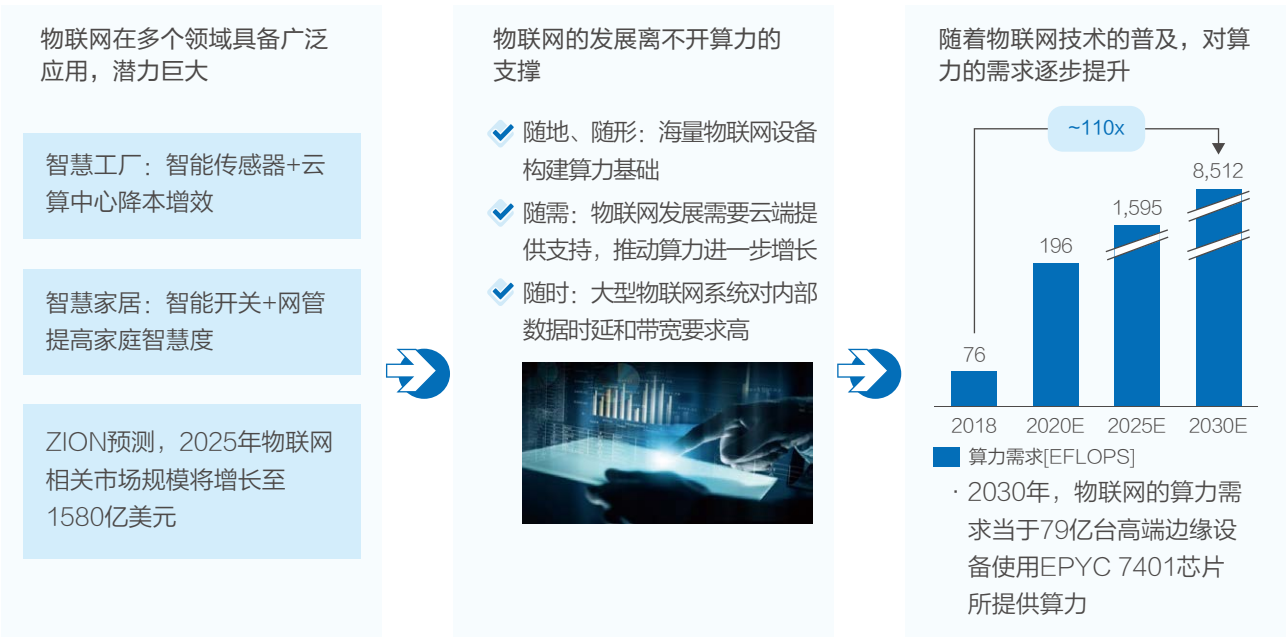 物联网在多个领域具备广泛
应用，潜力巨大
智慧工厂：智能传感器+云
算中心降本增效
智慧家居：智能开关+网管
提高家庭智慧度
ZION预测，2025年物联网
相关市场规模将增长至
1580亿美元
物联网的发展离不开算力的
支撑
随地、随形：海量物联网设备
构建算力基础
随需：物联网发展需要云端提
供支持，推动算力进一步增长
随时：大型物联网系统对内部
数据时延和带宽要求高
随着物联网技术的普及，对算
力的需求逐步提升
~110x
8,512
1,595
196
76
2018 2020E 2025E 2030E
算力需求[EFLOPS]
· 2030年，物联网的算力需
求当于79亿台高端边缘设
备使用EPYC 7401芯片
所提供算力